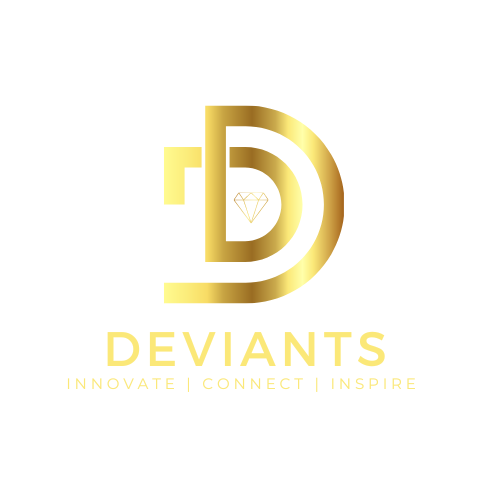 DEVIANTS
INNOVATE | CONNECT | INSPIRE